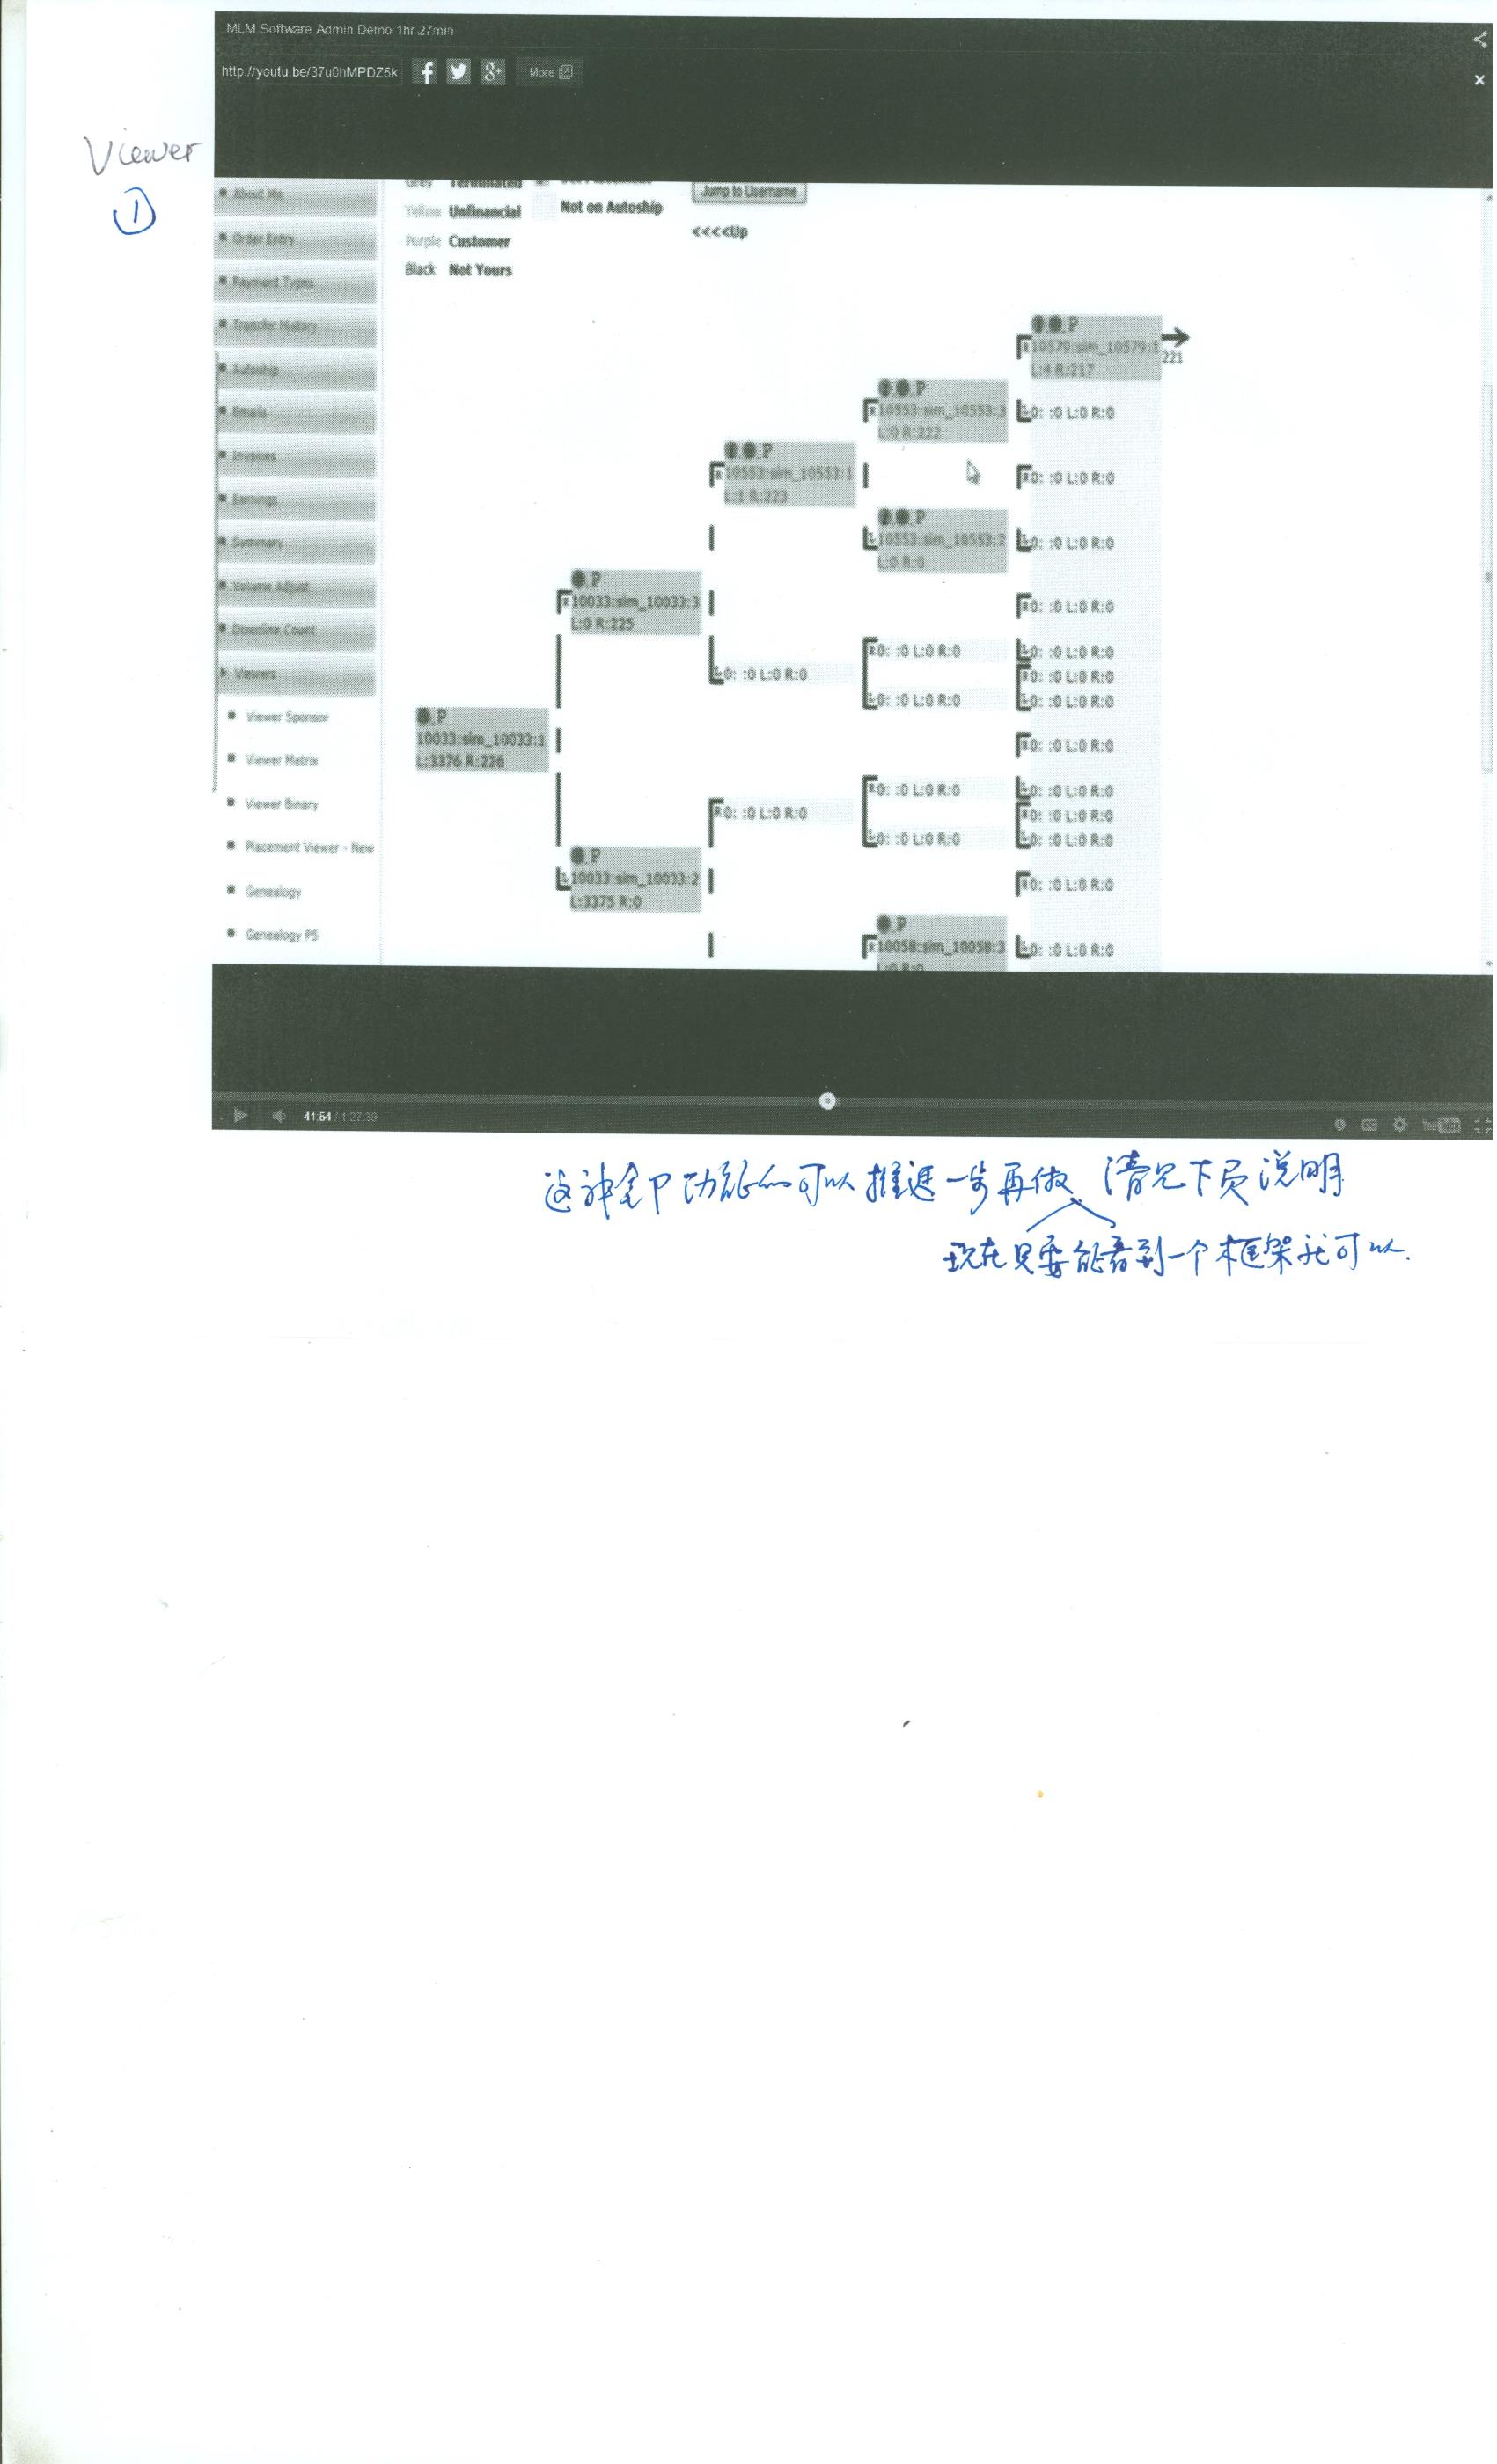 MLM Software Admin Demo 1hr 27min
http://youtu.be/37u0hMPDZ5k More
Viewer
①
About Me
Order Entry
Payment Types
Transfer History
Autoship
Emails
Invoices
Earnings
Summary
Volume Adjust
Downline Count
Viewers
Viewer Sponsor
Viewer Matrix
Viewer Binary
Placement Viewer - New
Genealogy
Genealogy PS
Grey Terminated
Yellow Unfinancial
Purple Customer
Black Not Yours
Not on Autoship
Jump to Username
<<<<Up
P
10033:sim_10033:1
L:3376 R:226
P
R 10033:sim_10033:3
L:0 R:225
P
L 10033:sim_10033:2
L:3375 R:0
P
R 10553:sim_10553:1
L:1 R:223
L 0: :0 L:0 R:0
R 0: :0 L:0 R:0
P
R 10553:sim_10553:3
L:0 R:222
P
L 10553:sim_10553:2
L:0 R:0
R 0: :0 L:0 R:0
L 0: :0 L:0 R:0
R 0: :0 L:0 R:0
L 0: :0 L:0 R:0
P
R 10058:sim_10058:3
L:0 R:0
P
R 10579:sim_10579:1
L:4 R:217
221
L 0: :0 L:0 R:0
R 0: :0 L:0 R:0
L 0: :0 L:0 R:0
R 0: :0 L:0 R:0
L 0: :0 L:0 R:0
R 0: :0 L:0 R:0
L 0: :0 L:0 R:0
R 0: :0 L:0 R:0
L 0: :0 L:0 R:0
R 0: :0 L:0 R:0
L 0: :0 L:0 R:0
R 0: :0 L:0 R:0
L 0: :0 L:0 R:0
41:54 / 1:27:39
YouTube
这种 功能 可以推進一步再做 请见下页说明
现在只要能看到一个框架就可以.